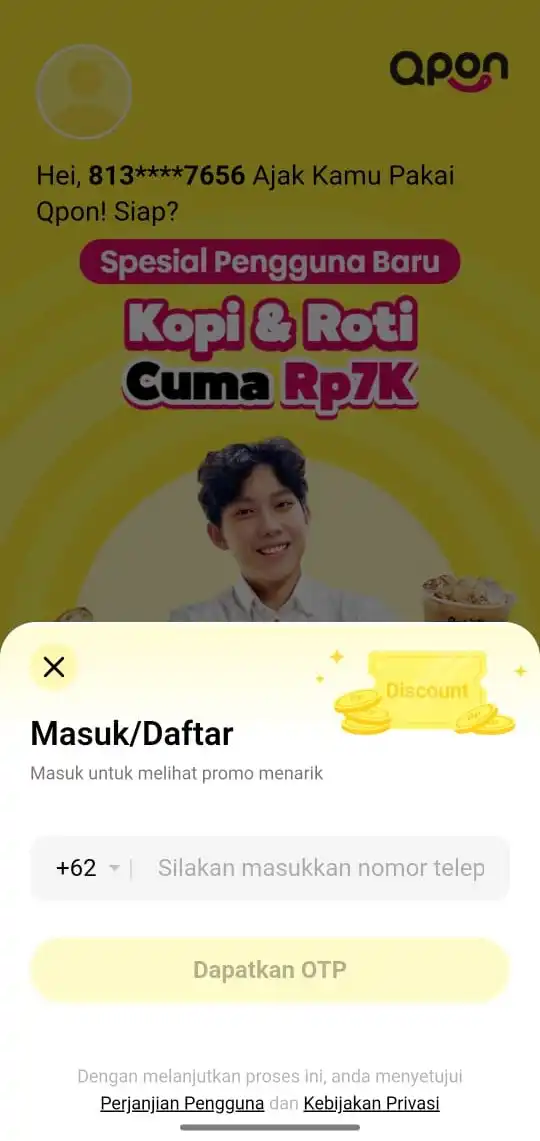 Qpon
Hei, 813****7656 Ajak Kamu Pakai
Qpon! Siap?
Spesial Pengguna Baru
Kopi & Roti
Cuma Rp7K
Discount
Masuk/Daftar
Masuk untuk melihat promo menarik
+62 | Silakan masukkan nomor telep
Dapatkan OTP
Dengan melanjutkan proses ini, anda menyetujui
Perjanjian Pengguna dan Kebijakan Privasi